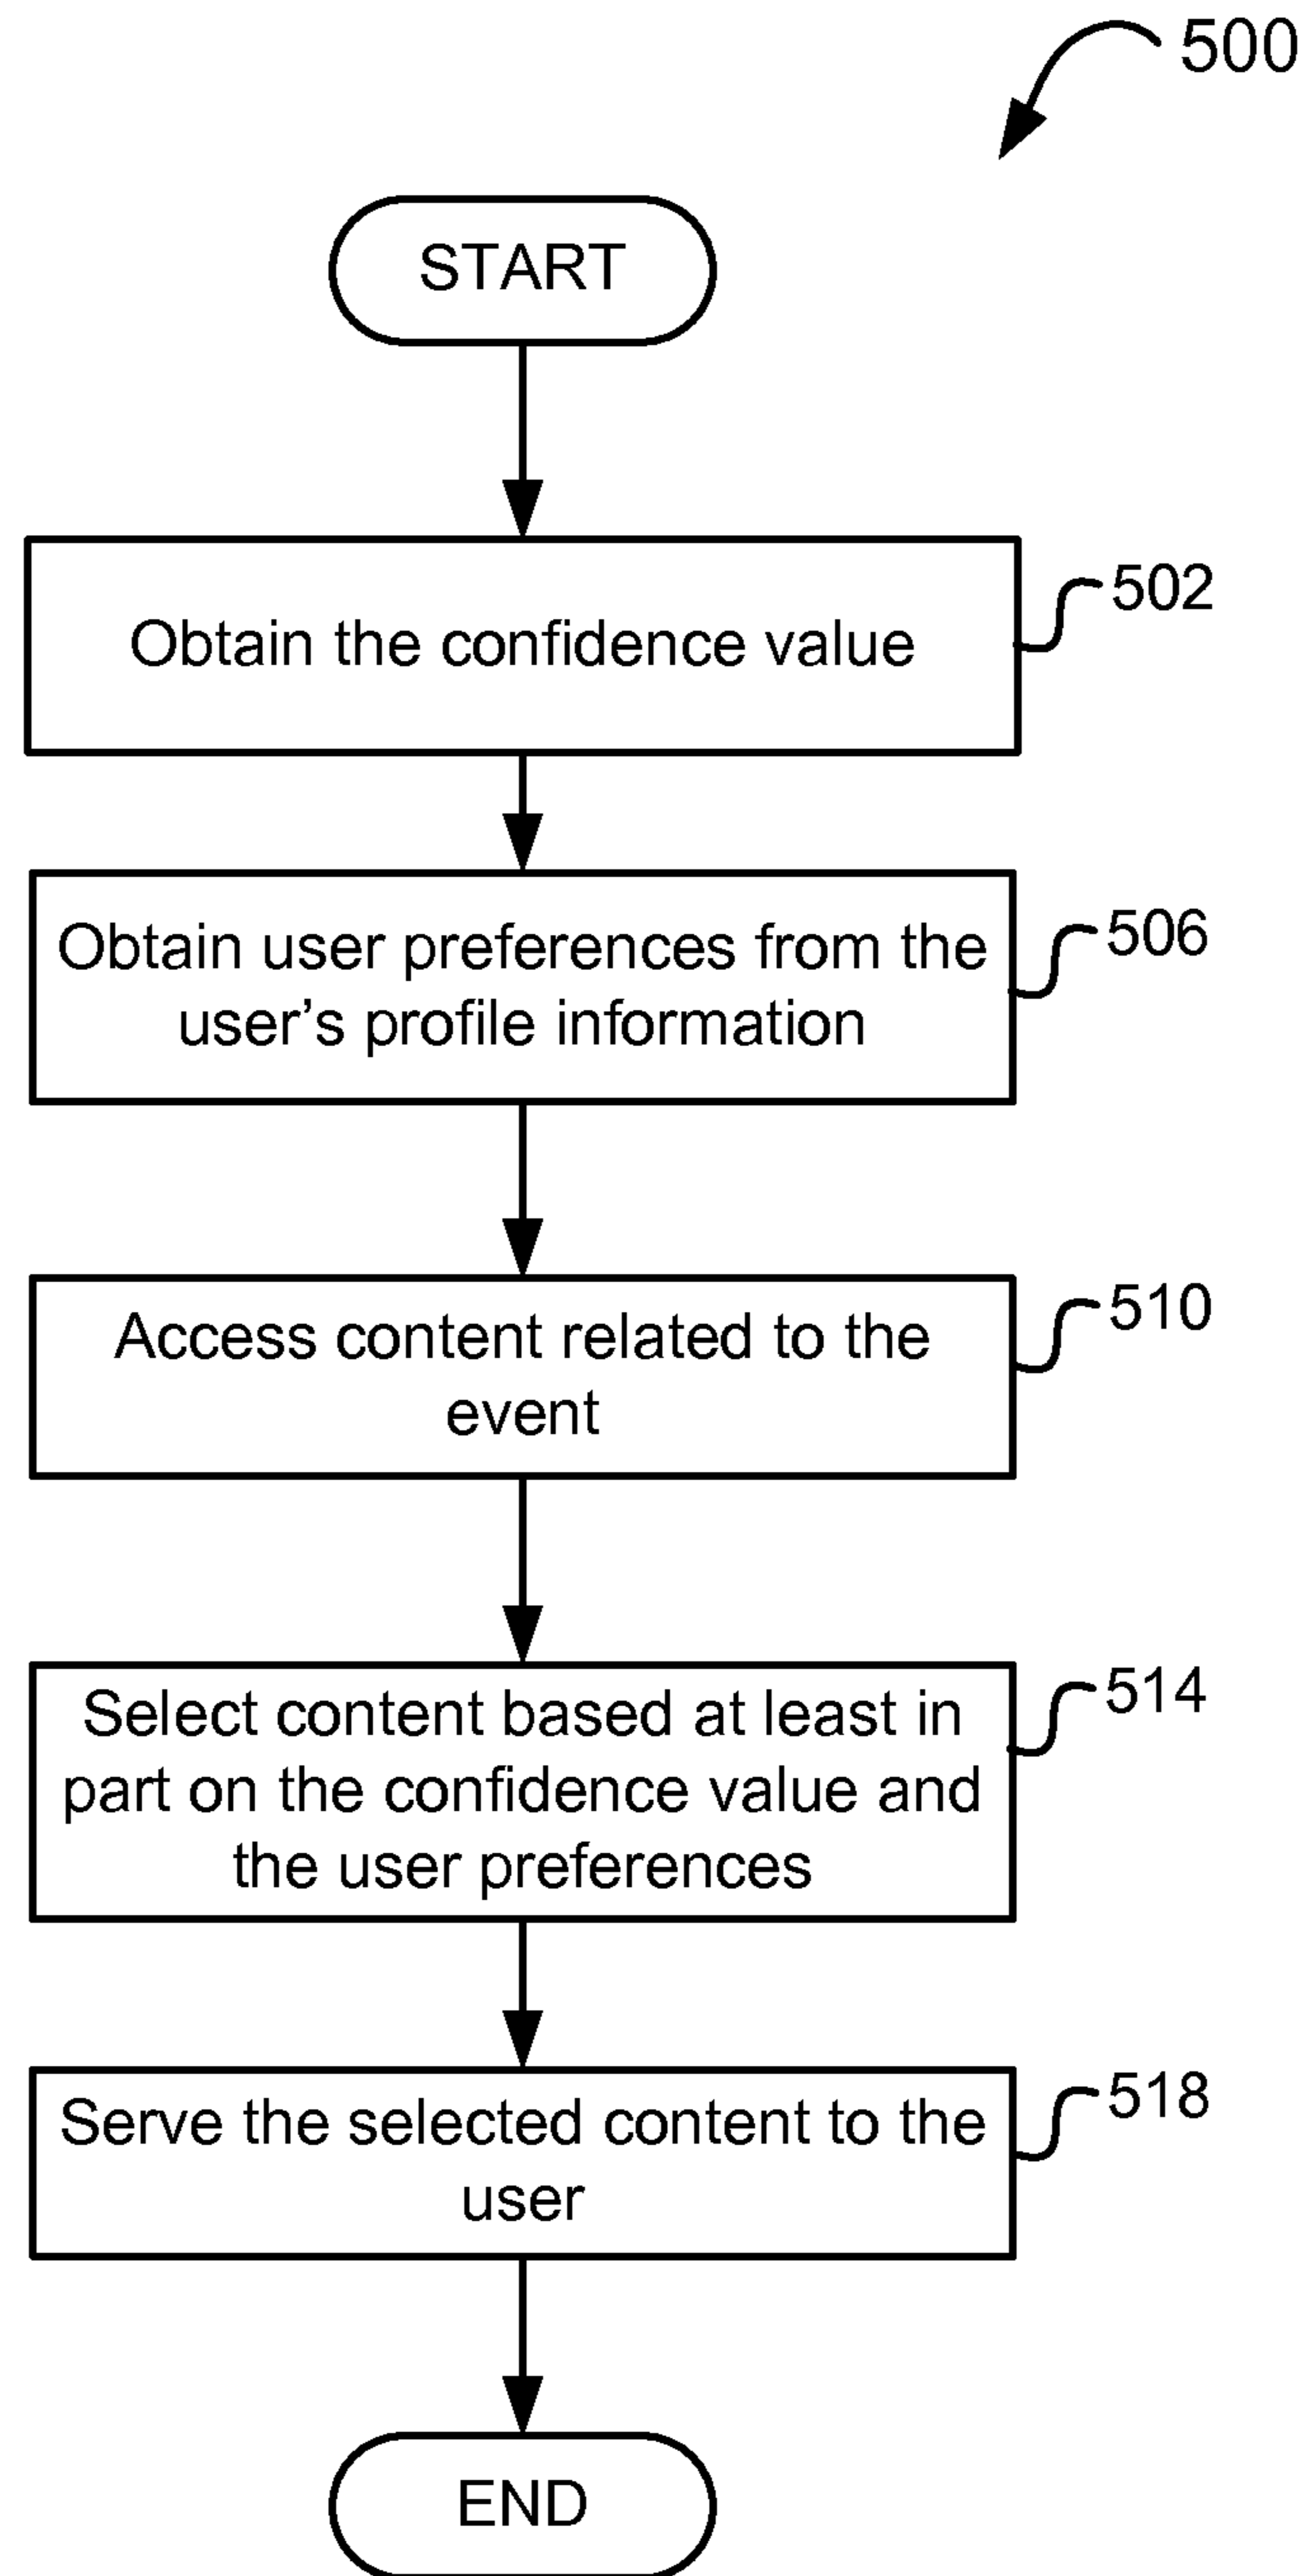 500
START
Obtain the confidence value
502
Obtain user preferences from the
user’s profile information
506
Access content related to the
event
510
Select content based at least in
part on the confidence value and
the user preferences
514
Serve the selected content to the
user
518
END